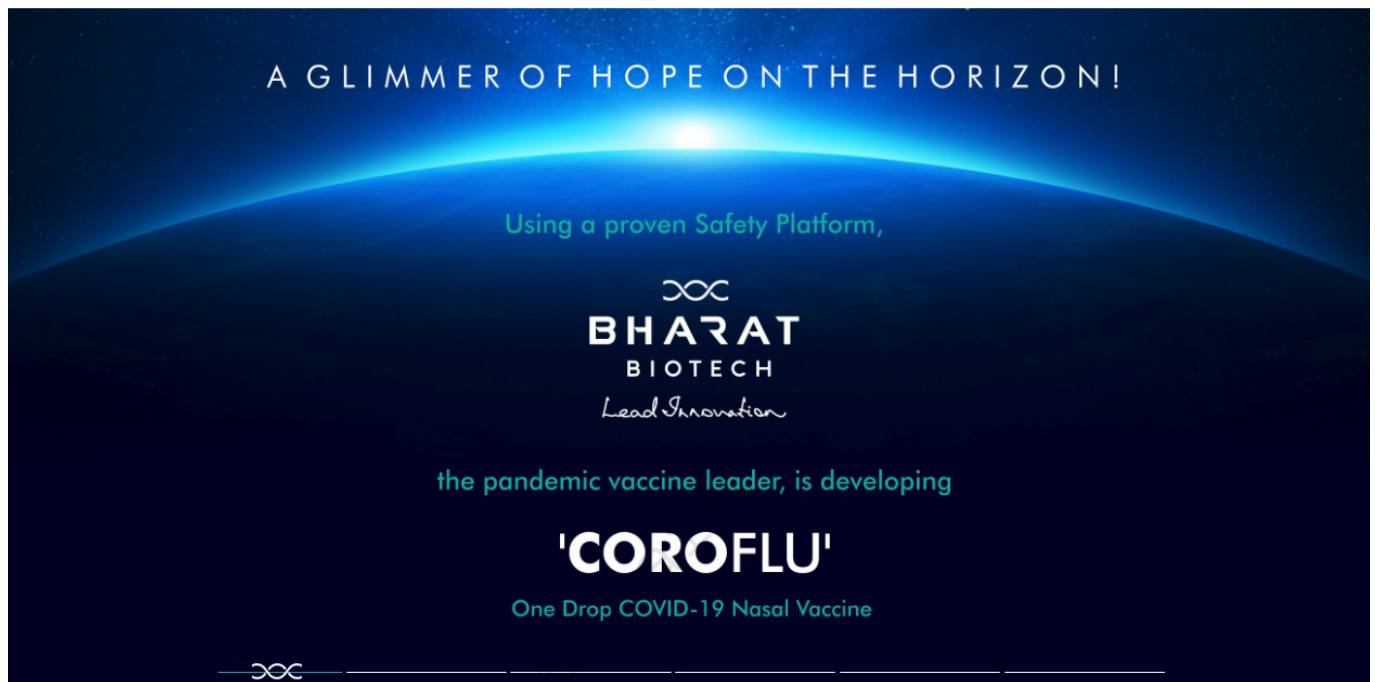 A GLIMMER OF HOPE ON THE HORIZON!
Using a proven Safety Platform,
BHARAT
BIOTECH
Lead Innovation
the pandemic vaccine leader, is developing
'COROFLU'
One Drop COVID-19 Nasal Vaccine